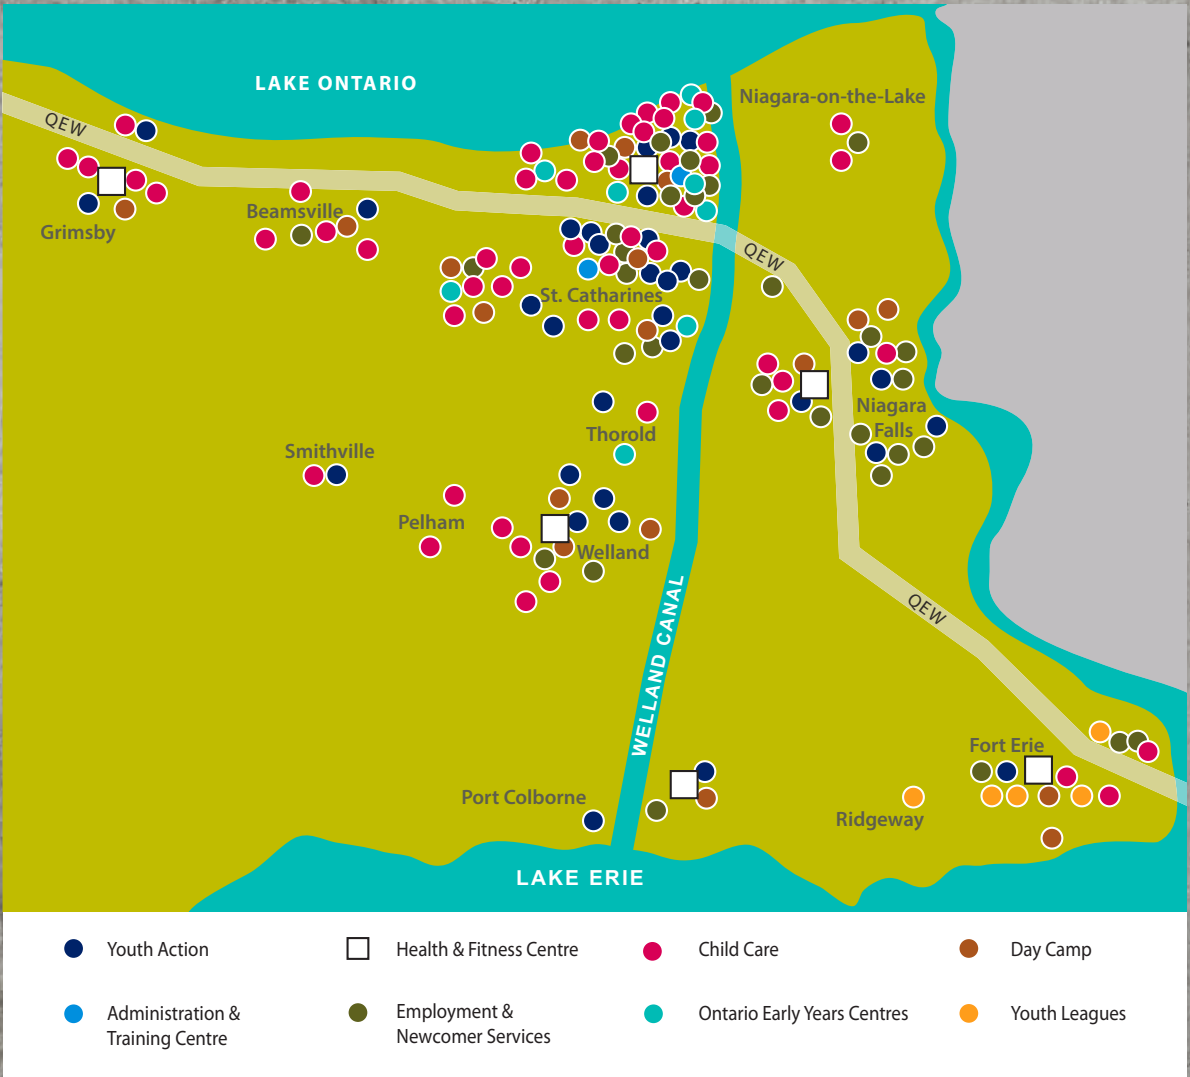 LAKE ONTARIO
Niagara-on-the-Lake
QEW
Beamsville
Grimsby
QEW
St. Catharines
Niagara
Falls
Thorold
Smithville
Pelham
Welland
QEW
WELLAND CANAL
Fort Erie
Port Colborne
Ridgeway
LAKE ERIE
Youth Action
Health & Fitness Centre
Child Care
Day Camp
Administration &
Training Centre
Employment &
Newcomer Services
Ontario Early Years Centres
Youth Leagues